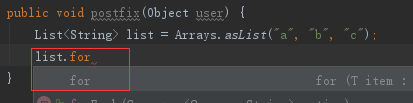 public void postfix(Object user) {
List<String> list = Arrays.asList("a", "b", "c");
list.for
}
for for (T item :